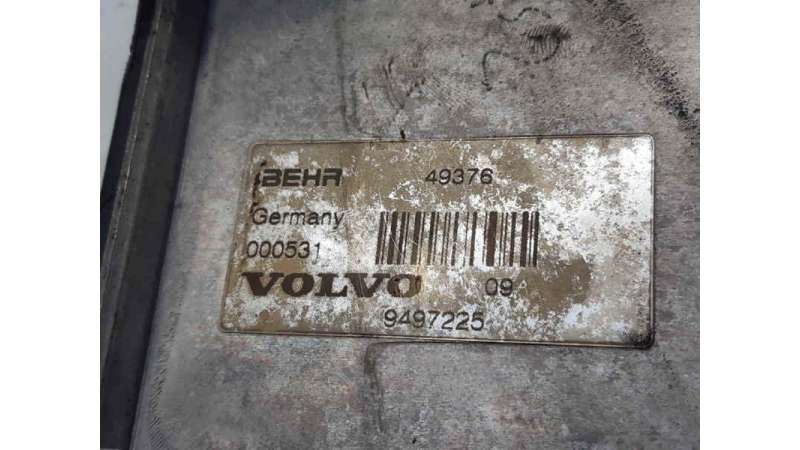 BEHR 49376
Germany
000531
VOLVO 09
9497225